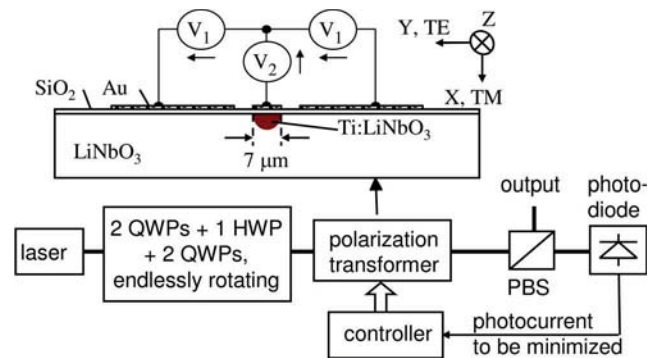 V1
V1
V2
Z
Y, TE
X, TM
SiO2
Au
Ti:LiNbO3
LiNbO3
7 μm
laser
2 QWPs + 1 HWP
+ 2 QWPs,
endlessly rotating
polarization
transformer
controller
output
PBS
photo-
diode
photocurrent
to be minimized